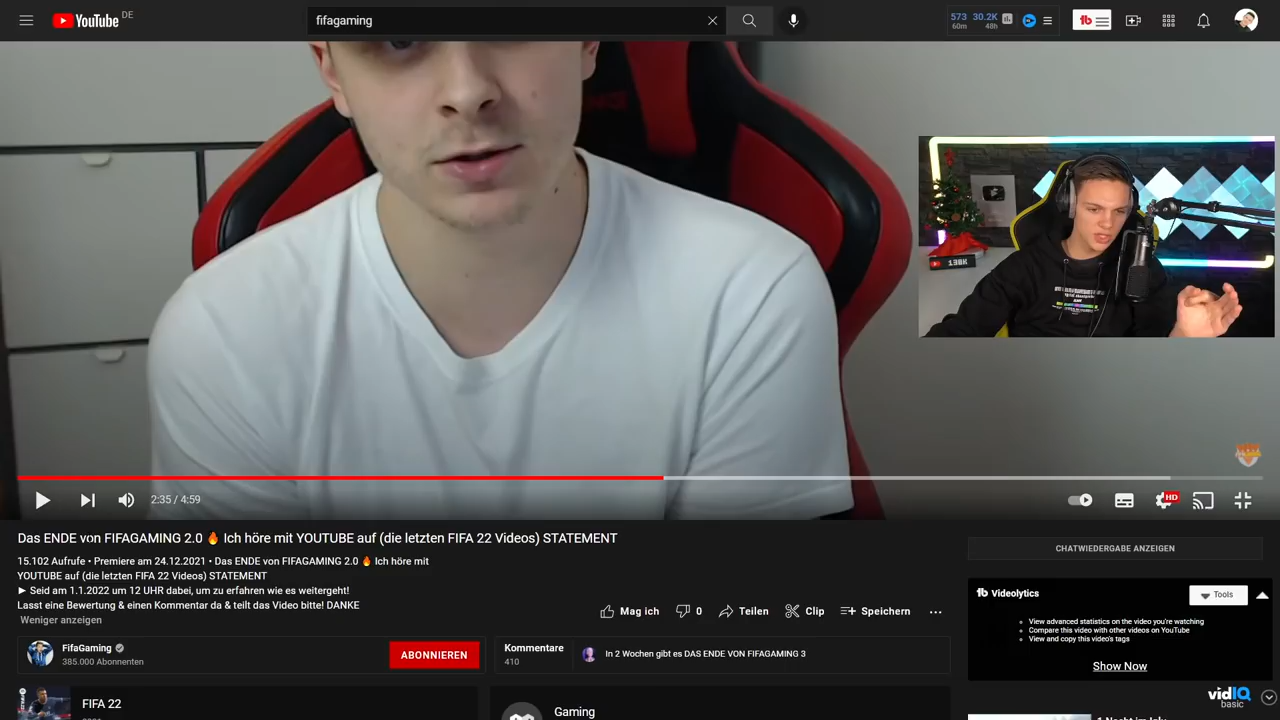 YouTube DE
fifagaming
573 30.2K
60m 48h
138K
2:35 / 4:59
HD
Das ENDE von FIFAGAMING 2.0 🔥 Ich höre mit YOUTUBE auf (die letzten FIFA 22 Videos) STATEMENT
15.102 Aufrufe • Premiere am 24.12.2021 • Das ENDE von FIFAGAMING 2.0 🔥 Ich höre mit
YOUTUBE auf (die letzten FIFA 22 Videos) STATEMENT
► Seid am 1.1.2022 um 12 UHR dabei, um zu erfahren wie es weitergeht!
Lasst eine Bewertung & einen Kommentar da & teilt das Video bitte! DANKE
Weniger anzeigen
Mag ich 0 Teilen Clip Speichern
FifaGaming
385.000 Abonnenten
ABONNIEREN
Kommentare
410
In 2 Wochen gibt es DAS ENDE VON FIFAGAMING 3
FIFA 22
Gaming
CHATWIEDERGABE ANZEIGEN
tb Videolytics
Tools
View advanced statistics on the video you're watching
Compare this video with other videos on YouTube
View and copy this video's tags
Show Now
vidIQ
basic